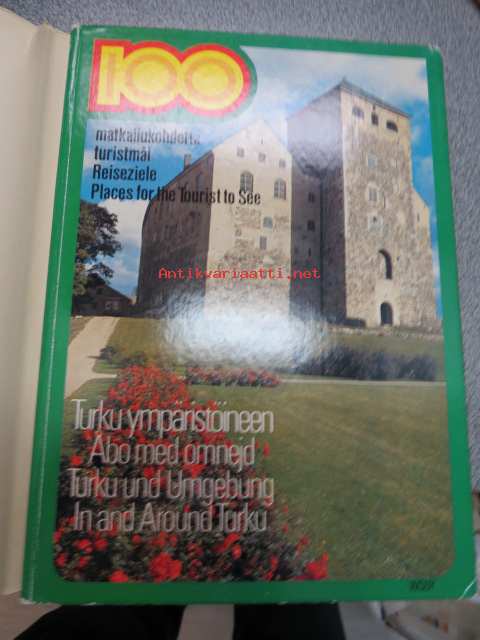 100
matkailukohdetta
turistmål
Reiseziele
Places for the Tourist to See
Antikvariaatti.net
Turku ympäristöineen
Åbo med omnejd
Turku und Umgebung
In and Around Turku